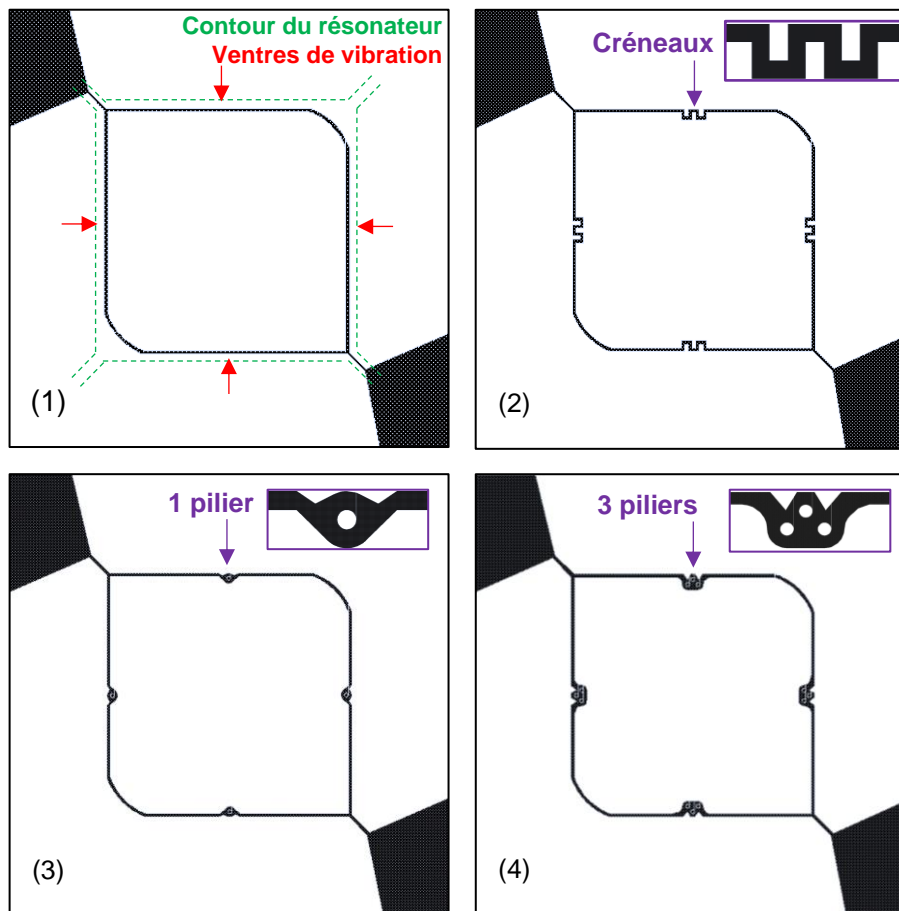 Contour du résonateur
Ventres de vibration
(1)
Créneaux
(2)
1 pilier
(3)
3 piliers
(4)